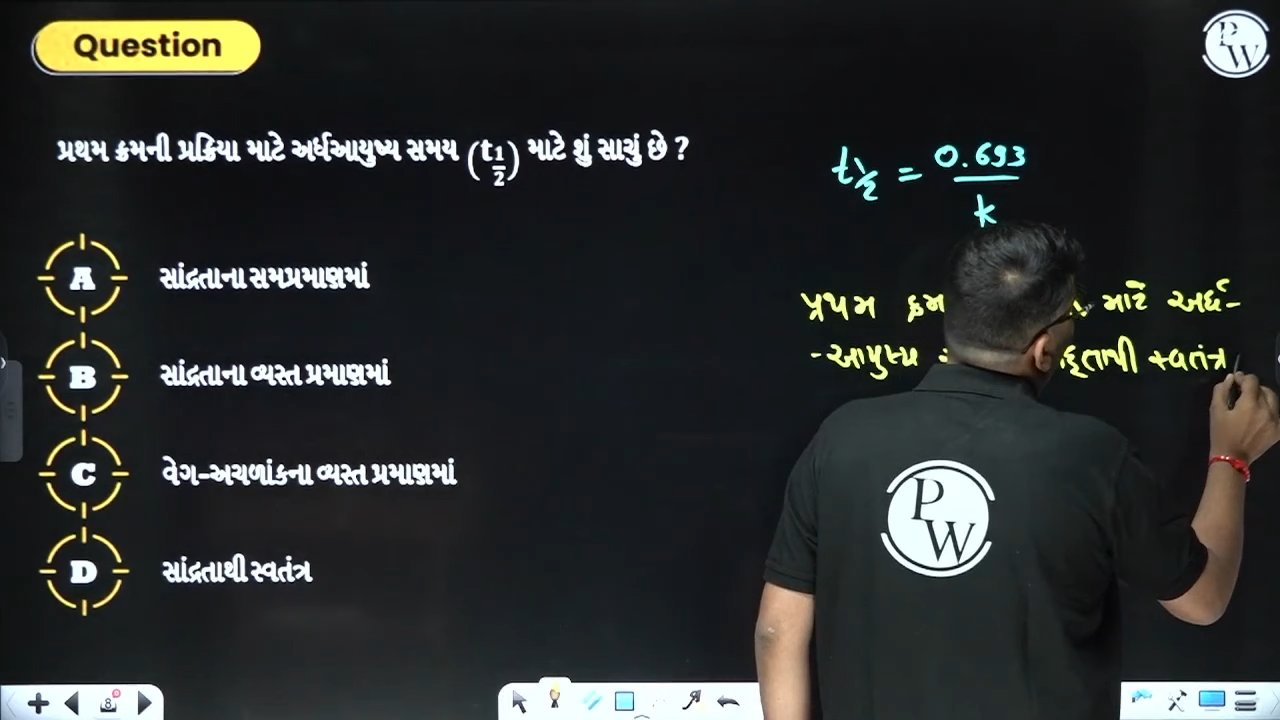 Question
PW
પ્રથમ ક્રમની પ્રક્રિયા માટે અર્ધઆયુષ્ય સમય (t1/2) માટે શું સાચું છે ?
t1/2 = 0.693/k
A સાંદ્રતાના સમપ્રમાણમાં
B સાંદ્રતાના વ્યસ્ત પ્રમાણમાં
C વેગ-અચળાંકના વ્યસ્ત પ્રમાણમાં
D સાંદ્રતાથી સ્વતંત્ર
પ્રથમ ક્રમ માટે અર્ધ-
-આયુષ્ય સ્વતંત્ર
PW
8